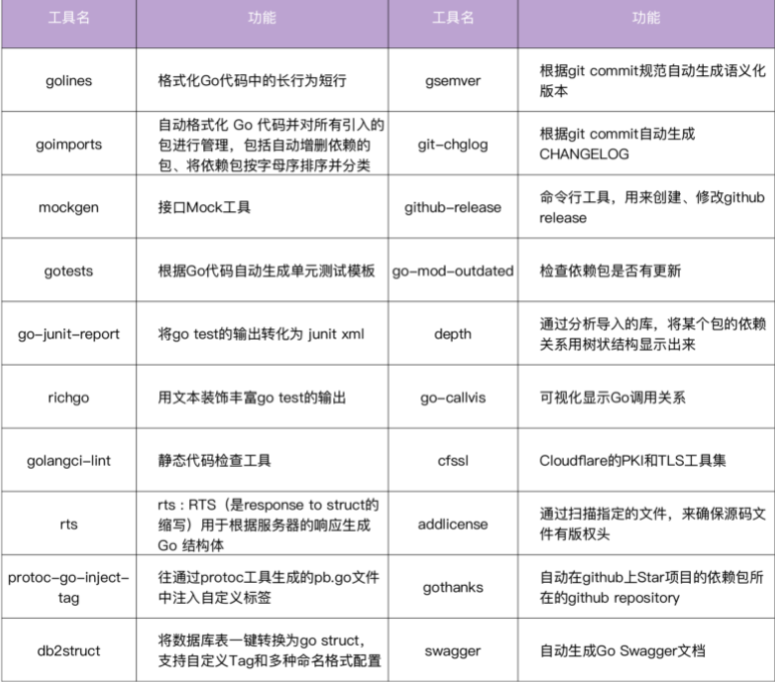 工具名 功能 工具名 功能
golines 格式化Go代码中的长行为短行 gsemver 根据git commit规范自动生成语义化
版本
goimports 自动格式化 Go 代码并对所有引入的
包进行管理，包括自动增删依赖的
包、将依赖包按字母序排序并分类
git-chglog 根据git commit自动生成
CHANGELOG
mockgen 接口Mock工具 github-release 命令行工具，用来创建、修改github
release
gotests 根据Go代码自动生成单元测试模板 go-mod-outdated 检查依赖包是否有更新
go-junit-report 将go test的输出转化为 junit xml depth 通过分析导入的库，将某个包的依赖
关系用树状结构显示出来
richgo 用文本装饰丰富go test的输出 go-callvis 可视化显示Go调用关系
golangci-lint 静态代码检查工具 cfssl Cloudflare的PKI和TLS工具集
rts rts : RTS（是response to struct的
缩写）用于根据服务器的响应生成
Go 结构体
addlicense 通过扫描指定的文件，来确保源码文
件有版权头
protoc-go-inject-
tag
往通过protoc工具生成的pb.go文件
中注入自定义标签
gothanks 自动在github上Star项目的依赖包所
在的github repository
db2struct 将数据库表一键转换为go struct，
支持自定义Tag和多种命名格式配置
swagger 自动生成Go Swagger文档